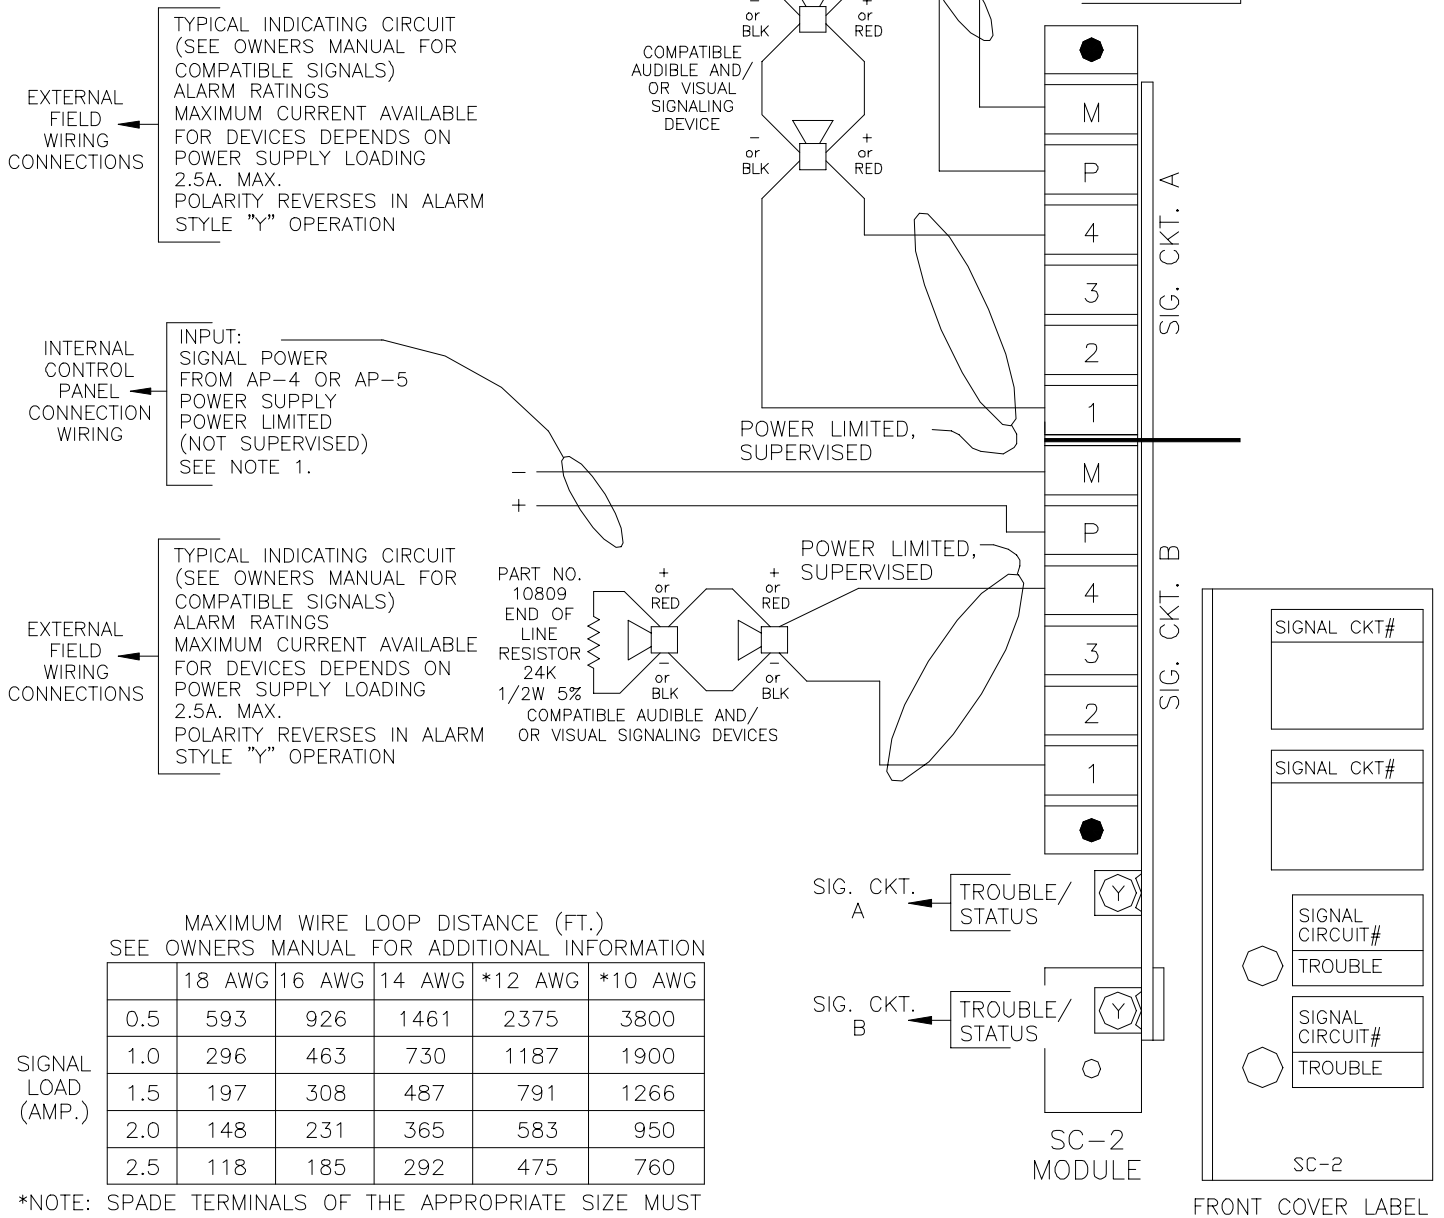 TYPICAL INDICATING CIRCUIT
(SEE OWNERS MANUAL FOR
COMPATIBLE SIGNALS)
ALARM RATINGS
MAXIMUM CURRENT AVAILABLE
FOR DEVICES DEPENDS ON
POWER SUPPLY LOADING
2.5A. MAX.
POLARITY REVERSES IN ALARM
STYLE "Y" OPERATION
EXTERNAL
FIELD
WIRING
CONNECTIONS
-
or
BLK
+
or
RED
COMPATIBLE
AUDIBLE AND/
OR VISUAL
SIGNALING
DEVICE
-
or
BLK
+
or
RED
M
P
4
3
2
1
SIG. CKT. A
INTERNAL
CONTROL
PANEL
CONNECTION
WIRING
INPUT:
SIGNAL POWER
FROM AP-4 OR AP-5
POWER SUPPLY
POWER LIMITED
(NOT SUPERVISED)
SEE NOTE 1.
-
+
POWER LIMITED,
SUPERVISED
M
P
4
3
2
1
SIG. CKT. B
POWER LIMITED,
SUPERVISED
EXTERNAL
FIELD
WIRING
CONNECTIONS
TYPICAL INDICATING CIRCUIT
(SEE OWNERS MANUAL FOR
COMPATIBLE SIGNALS)
ALARM RATINGS
MAXIMUM CURRENT AVAILABLE
FOR DEVICES DEPENDS ON
POWER SUPPLY LOADING
2.5A. MAX.
POLARITY REVERSES IN ALARM
STYLE "Y" OPERATION
PART NO.
10809
END OF
LINE
RESISTOR
24K
1/2W 5%
+
or
RED
+
or
RED
-
or
BLK
-
or
BLK
COMPATIBLE AUDIBLE AND/
OR VISUAL SIGNALING DEVICES
SIGNAL CKT#
SIGNAL CKT#
SIGNAL
CIRCUIT#
TROUBLE
SIGNAL
CIRCUIT#
TROUBLE
SC-2
FRONT COVER LABEL
SIG. CKT.
A
TROUBLE/
STATUS
Y
SIG. CKT.
B
TROUBLE/
STATUS
Y
SC-2
MODULE
MAXIMUM WIRE LOOP DISTANCE (FT.)
SEE OWNERS MANUAL FOR ADDITIONAL INFORMATION
18 AWG 16 AWG 14 AWG *12 AWG *10 AWG
SIGNAL
LOAD
(AMP.)
0.5 593 926 1461 2375 3800
1.0 296 463 730 1187 1900
1.5 197 308 487 791 1266
2.0 148 231 365 583 950
2.5 118 185 292 475 760
*NOTE: SPADE TERMINALS OF THE APPROPRIATE SIZE MUST